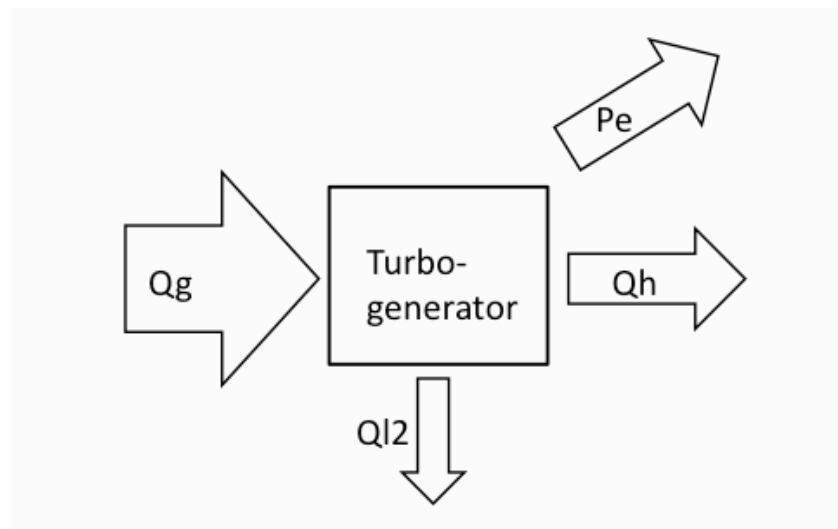 Pe
Qg
Turbo-
generator
Qh
Ql2